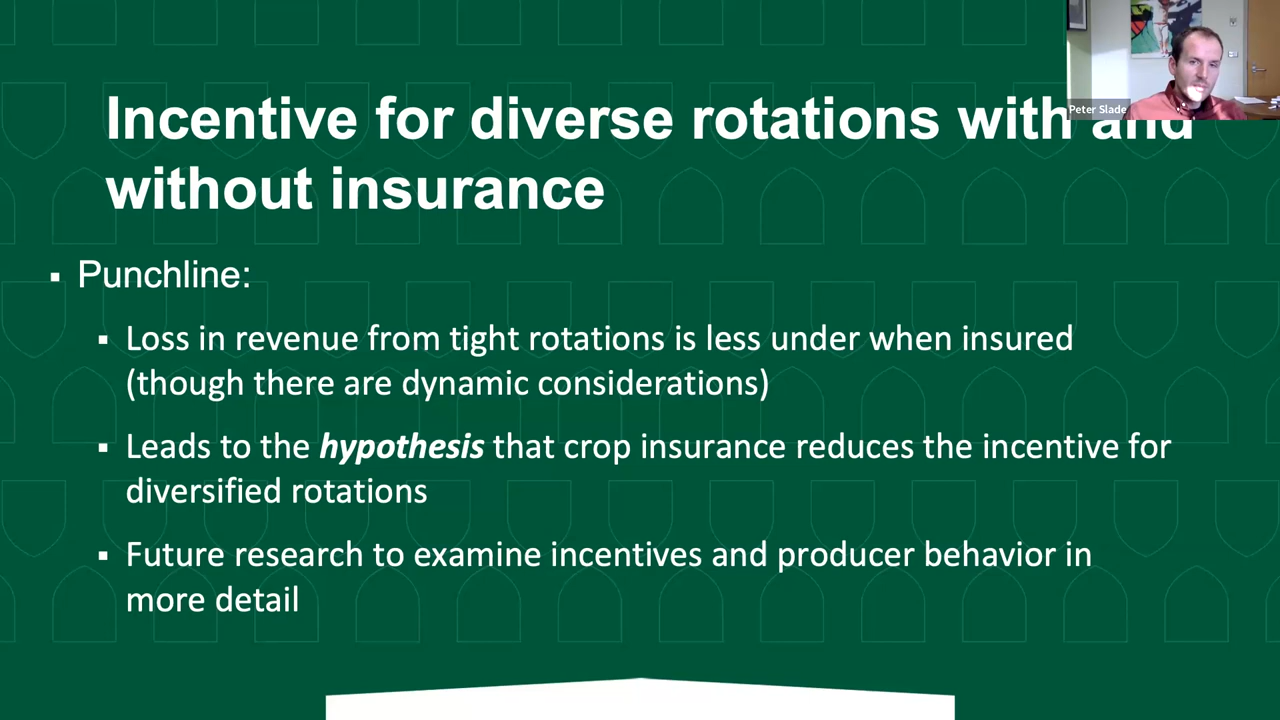 Incentive for diverse rotations with and
without insurance
Peter Slade
▪ Punchline:
▪ Loss in revenue from tight rotations is less under when insured
(though there are dynamic considerations)
▪ Leads to the hypothesis that crop insurance reduces the incentive for
diversified rotations
▪ Future research to examine incentives and producer behavior in
more detail